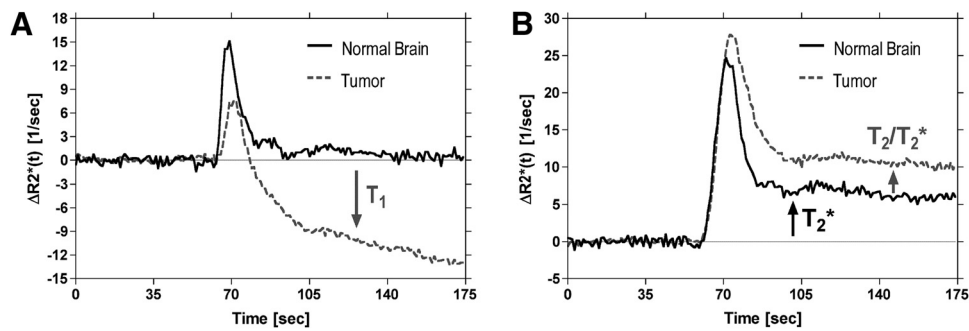 A
ΔR2*(t) [1/sec]
18
15
12
9
6
3
0
-3
-6
-9
-12
-15
Normal Brain
Tumor
T1
0 35 70 105 140 175
Time [sec]
B
ΔR2*(t) [1/sec]
30
25
20
15
10
5
0
-5
Normal Brain
Tumor
T2/T2*
T2*
0 35 70 105 140 175
Time [sec]